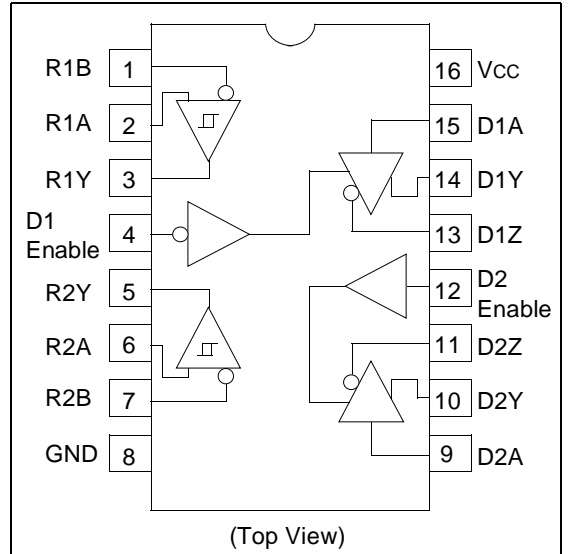 R1B 1 16 VCC
R1A 2 15 D1A
R1Y 3 14 D1Y
D1
Enable 4 13 D1Z
R2Y 5 12 D2
Enable
R2A 6 11 D2Z
R2B 7 10 D2Y
GND 8 9 D2A
(Top View)